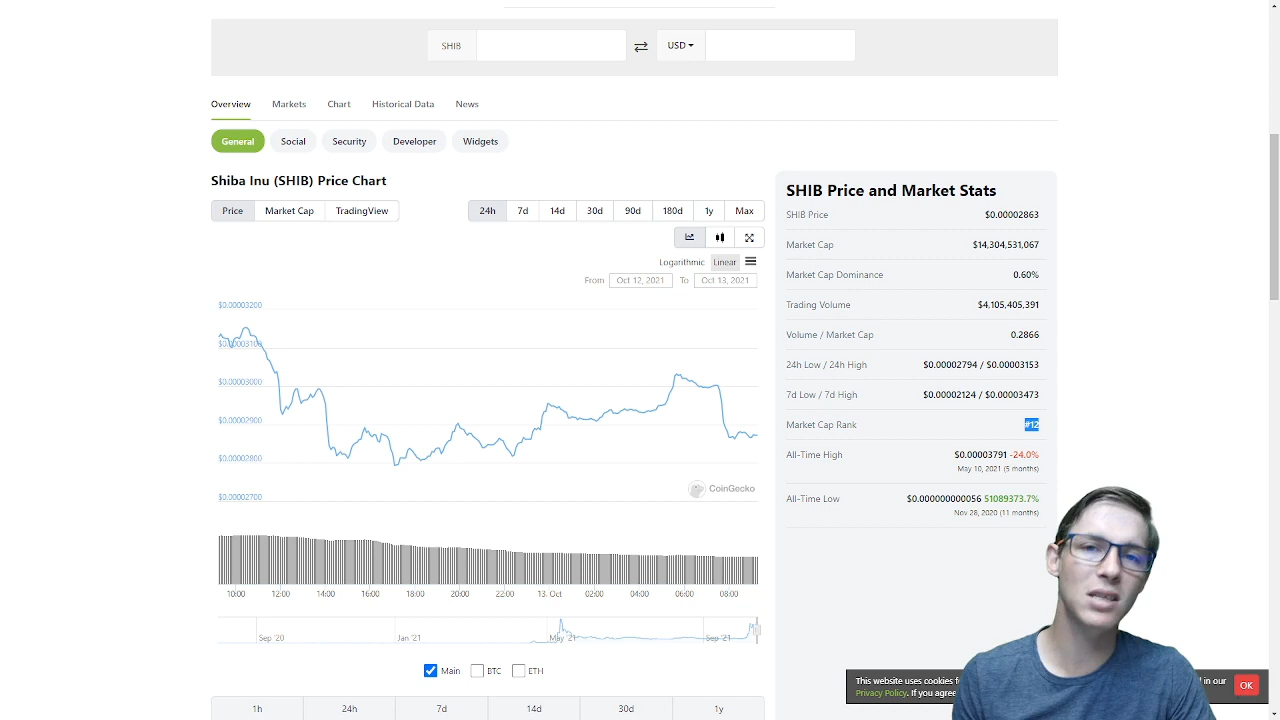 SHIB
USD
Overview Markets Chart Historical Data News
General Social Security Developer Widgets
Shiba Inu (SHIB) Price Chart
Price Market Cap TradingView 24h 7d 14d 30d 90d 180d 1y Max
Logarithmic Linear
From Oct 12, 2021 To Oct 13, 2021
$0.00003200
$0.00003100
$0.00003000
$0.00002900
$0.00002800
$0.00002700
CoinGecko
10:00 12:00 14:00 16:00 18:00 20:00 22:00 13. Oct 02:00 04:00 06:00 08:00
Sep '20 Jan '21 May '21 Sep '21
Main BTC ETH
1h 24h 7d 14d 30d 1y
SHIB Price and Market Stats
SHIB Price $0.00002863
Market Cap $14,304,531,067
Market Cap Dominance 0.60%
Trading Volume $4,105,405,391
Volume / Market Cap 0.2866
24h Low / 24h High $0.00002794 / $0.00003153
7d Low / 7d High $0.00002124 / $0.00003473
Market Cap Rank #12
All-Time High $0.00003791 -24.0%
May 10, 2021 (5 months)
All-Time Low $0.000000000056 51089373.7%
Nov 28, 2020 (11 months)
This website uses cookies in our
Privacy Policy. If you agree
OK